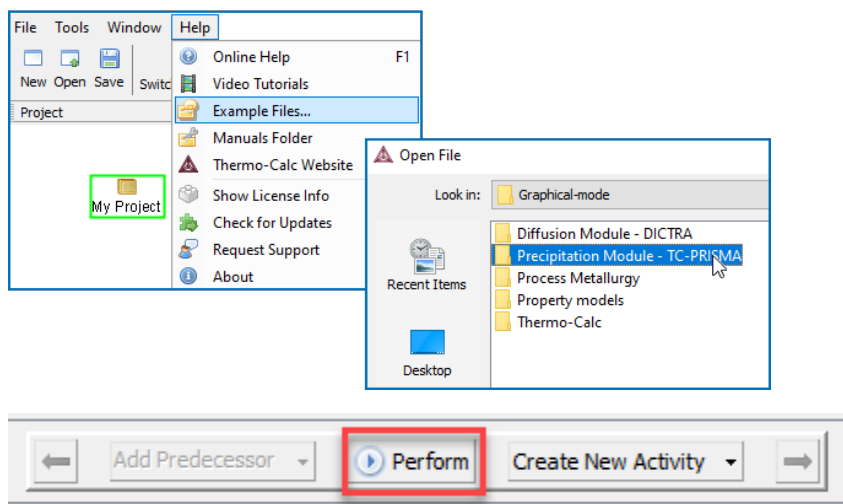 File Tools Window Help
New Open Save Switc
Project
My Project
Online Help F1
Video Tutorials
Example Files...
Manuals Folder
Thermo-Calc Website
Show License Info
Check for Updates
Request Support
About
Open File
Look in: Graphical-mode
Recent Items
Desktop
Diffusion Module - DICTRA
Precipitation Module - TC-PRISMA
Process Metallurgy
Property models
Thermo-Calc
Add Predecessor Perform Create New Activity